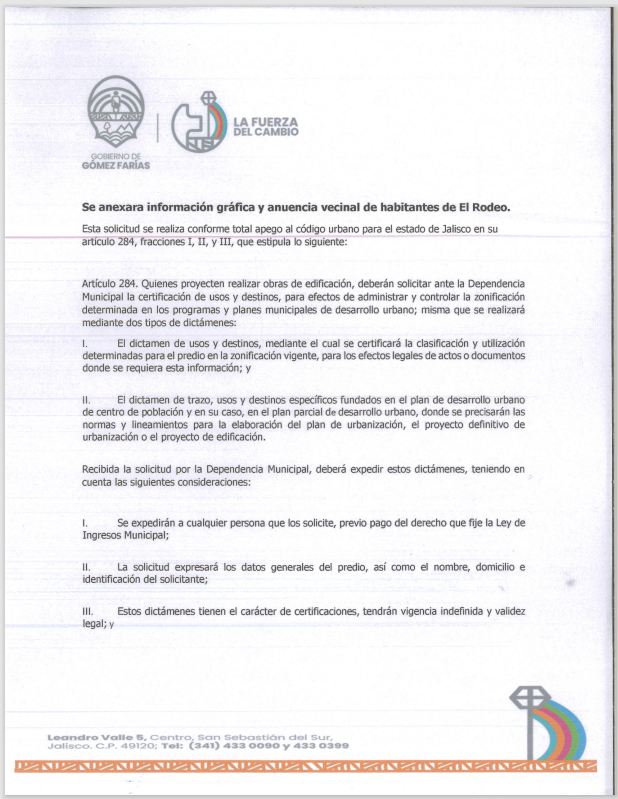 GOBIERNO DE
GÓMEZ FARÍAS
LA FUERZA
DEL CAMBIO
Se anexara información gráfica y anuencia vecinal de habitantes de El Rodeo.
Esta solicitud se realiza conforme total apego al código urbano para el estado de Jalisco en su
artículo 284, fracciones I, II, y III, que estipula lo siguiente:
Artículo 284. Quienes proyecten realizar obras de edificación, deberán solicitar ante la Dependencia
Municipal la certificación de usos y destinos, para efectos de administrar y controlar la zonificación
determinada en los programas y planes municipales de desarrollo urbano; misma que se realizará
mediante dos tipos de dictámenes:
I. El dictamen de usos y destinos, mediante el cual se certificará la clasificación y utilización
determinadas para el predio en la zonificación vigente, para los efectos legales de actos o documentos
donde se requiera esta información; y
II. El dictamen de trazo, usos y destinos específicos fundados en el plan de desarrollo urbano
de centro de población y en su caso, en el plan parcial de desarrollo urbano, donde se precisarán las
normas y lineamientos para la elaboración del plan de urbanización, el proyecto definitivo de
urbanización o el proyecto de edificación.
Recibida la solicitud por la Dependencia Municipal, deberá expedir estos dictámenes, teniendo en
cuenta las siguientes consideraciones:
I. Se expedirán a cualquier persona que los solicite, previo pago del derecho que fije la Ley de
Ingresos Municipal;
II. La solicitud expresará los datos generales del predio, así como el nombre, domicilio e
identificación del solicitante;
III. Estos dictámenes tienen el carácter de certificaciones, tendrán vigencia indefinida y validez
legal; y
Leandro Valle 5, Centro, San Sebastián del Sur,
Jalisco. C.P. 49120; Tel: (341) 433 0090 y 433 0399